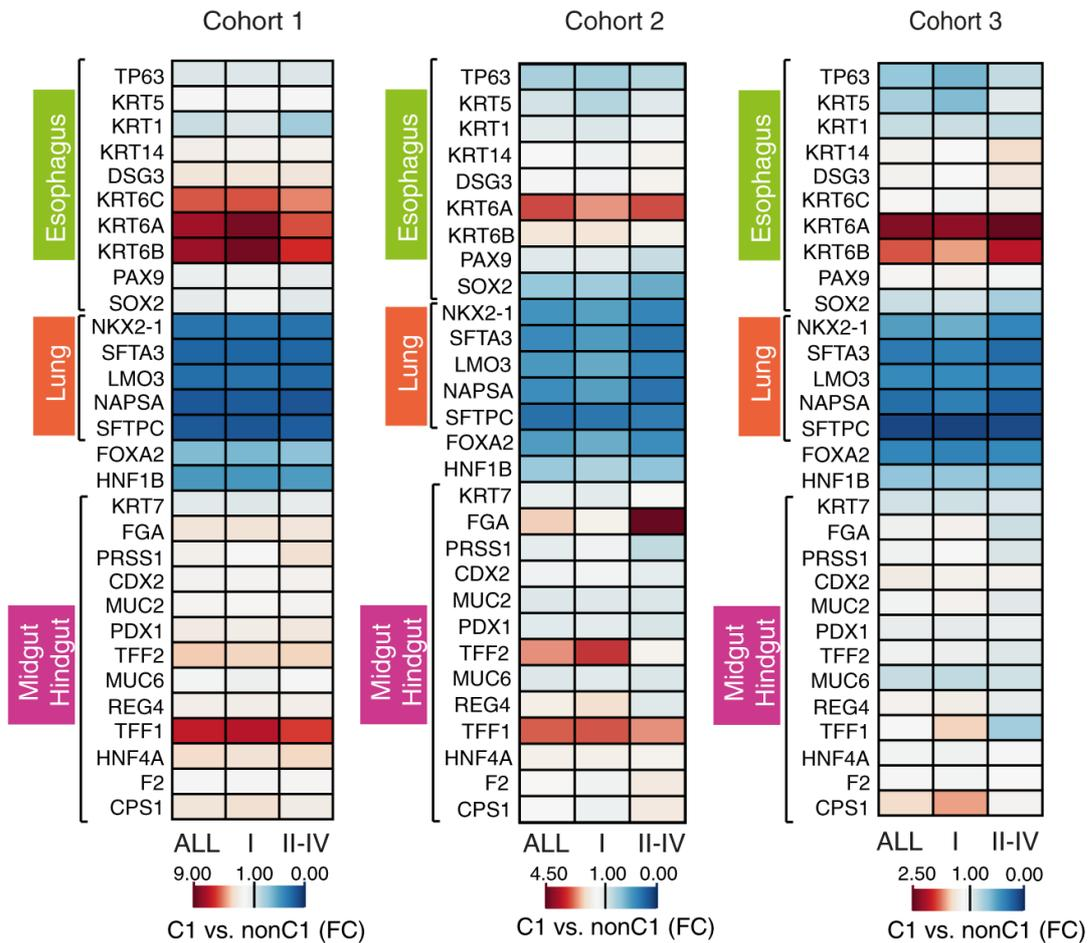 Cohort 1
Esophagus
TP63
KRT5
KRT1
KRT14
DSG3
KRT6C
KRT6A
KRT6B
PAX9
SOX2
Lung
NKX2-1
SFTA3
LMO3
NAPSA
SFTPC
FOXA2
HNF1B
Midgut
Hindgut
KRT7
FGA
PRSS1
CDX2
MUC2
PDX1
TFF2
MUC6
REG4
TFF1
HNF4A
F2
CPS1
ALL I II-IV
9.00 1.00 0.00
C1 vs. nonC1 (FC)
Cohort 2
Esophagus
TP63
KRT5
KRT1
KRT14
DSG3
KRT6A
KRT6B
PAX9
SOX2
Lung
NKX2-1
SFTA3
LMO3
NAPSA
SFTPC
FOXA2
HNF1B
Midgut
Hindgut
KRT7
FGA
PRSS1
CDX2
MUC2
PDX1
TFF2
MUC6
REG4
TFF1
HNF4A
F2
CPS1
ALL I II-IV
4.50 1.00 0.00
C1 vs. nonC1 (FC)
Cohort 3
Esophagus
TP63
KRT5
KRT1
KRT14
DSG3
KRT6C
KRT6A
KRT6B
PAX9
SOX2
Lung
NKX2-1
SFTA3
LMO3
NAPSA
SFTPC
FOXA2
HNF1B
Midgut
Hindgut
KRT7
FGA
PRSS1
CDX2
MUC2
PDX1
TFF2
MUC6
REG4
TFF1
HNF4A
F2
CPS1
ALL I II-IV
2.50 1.00 0.00
C1 vs. nonC1 (FC)